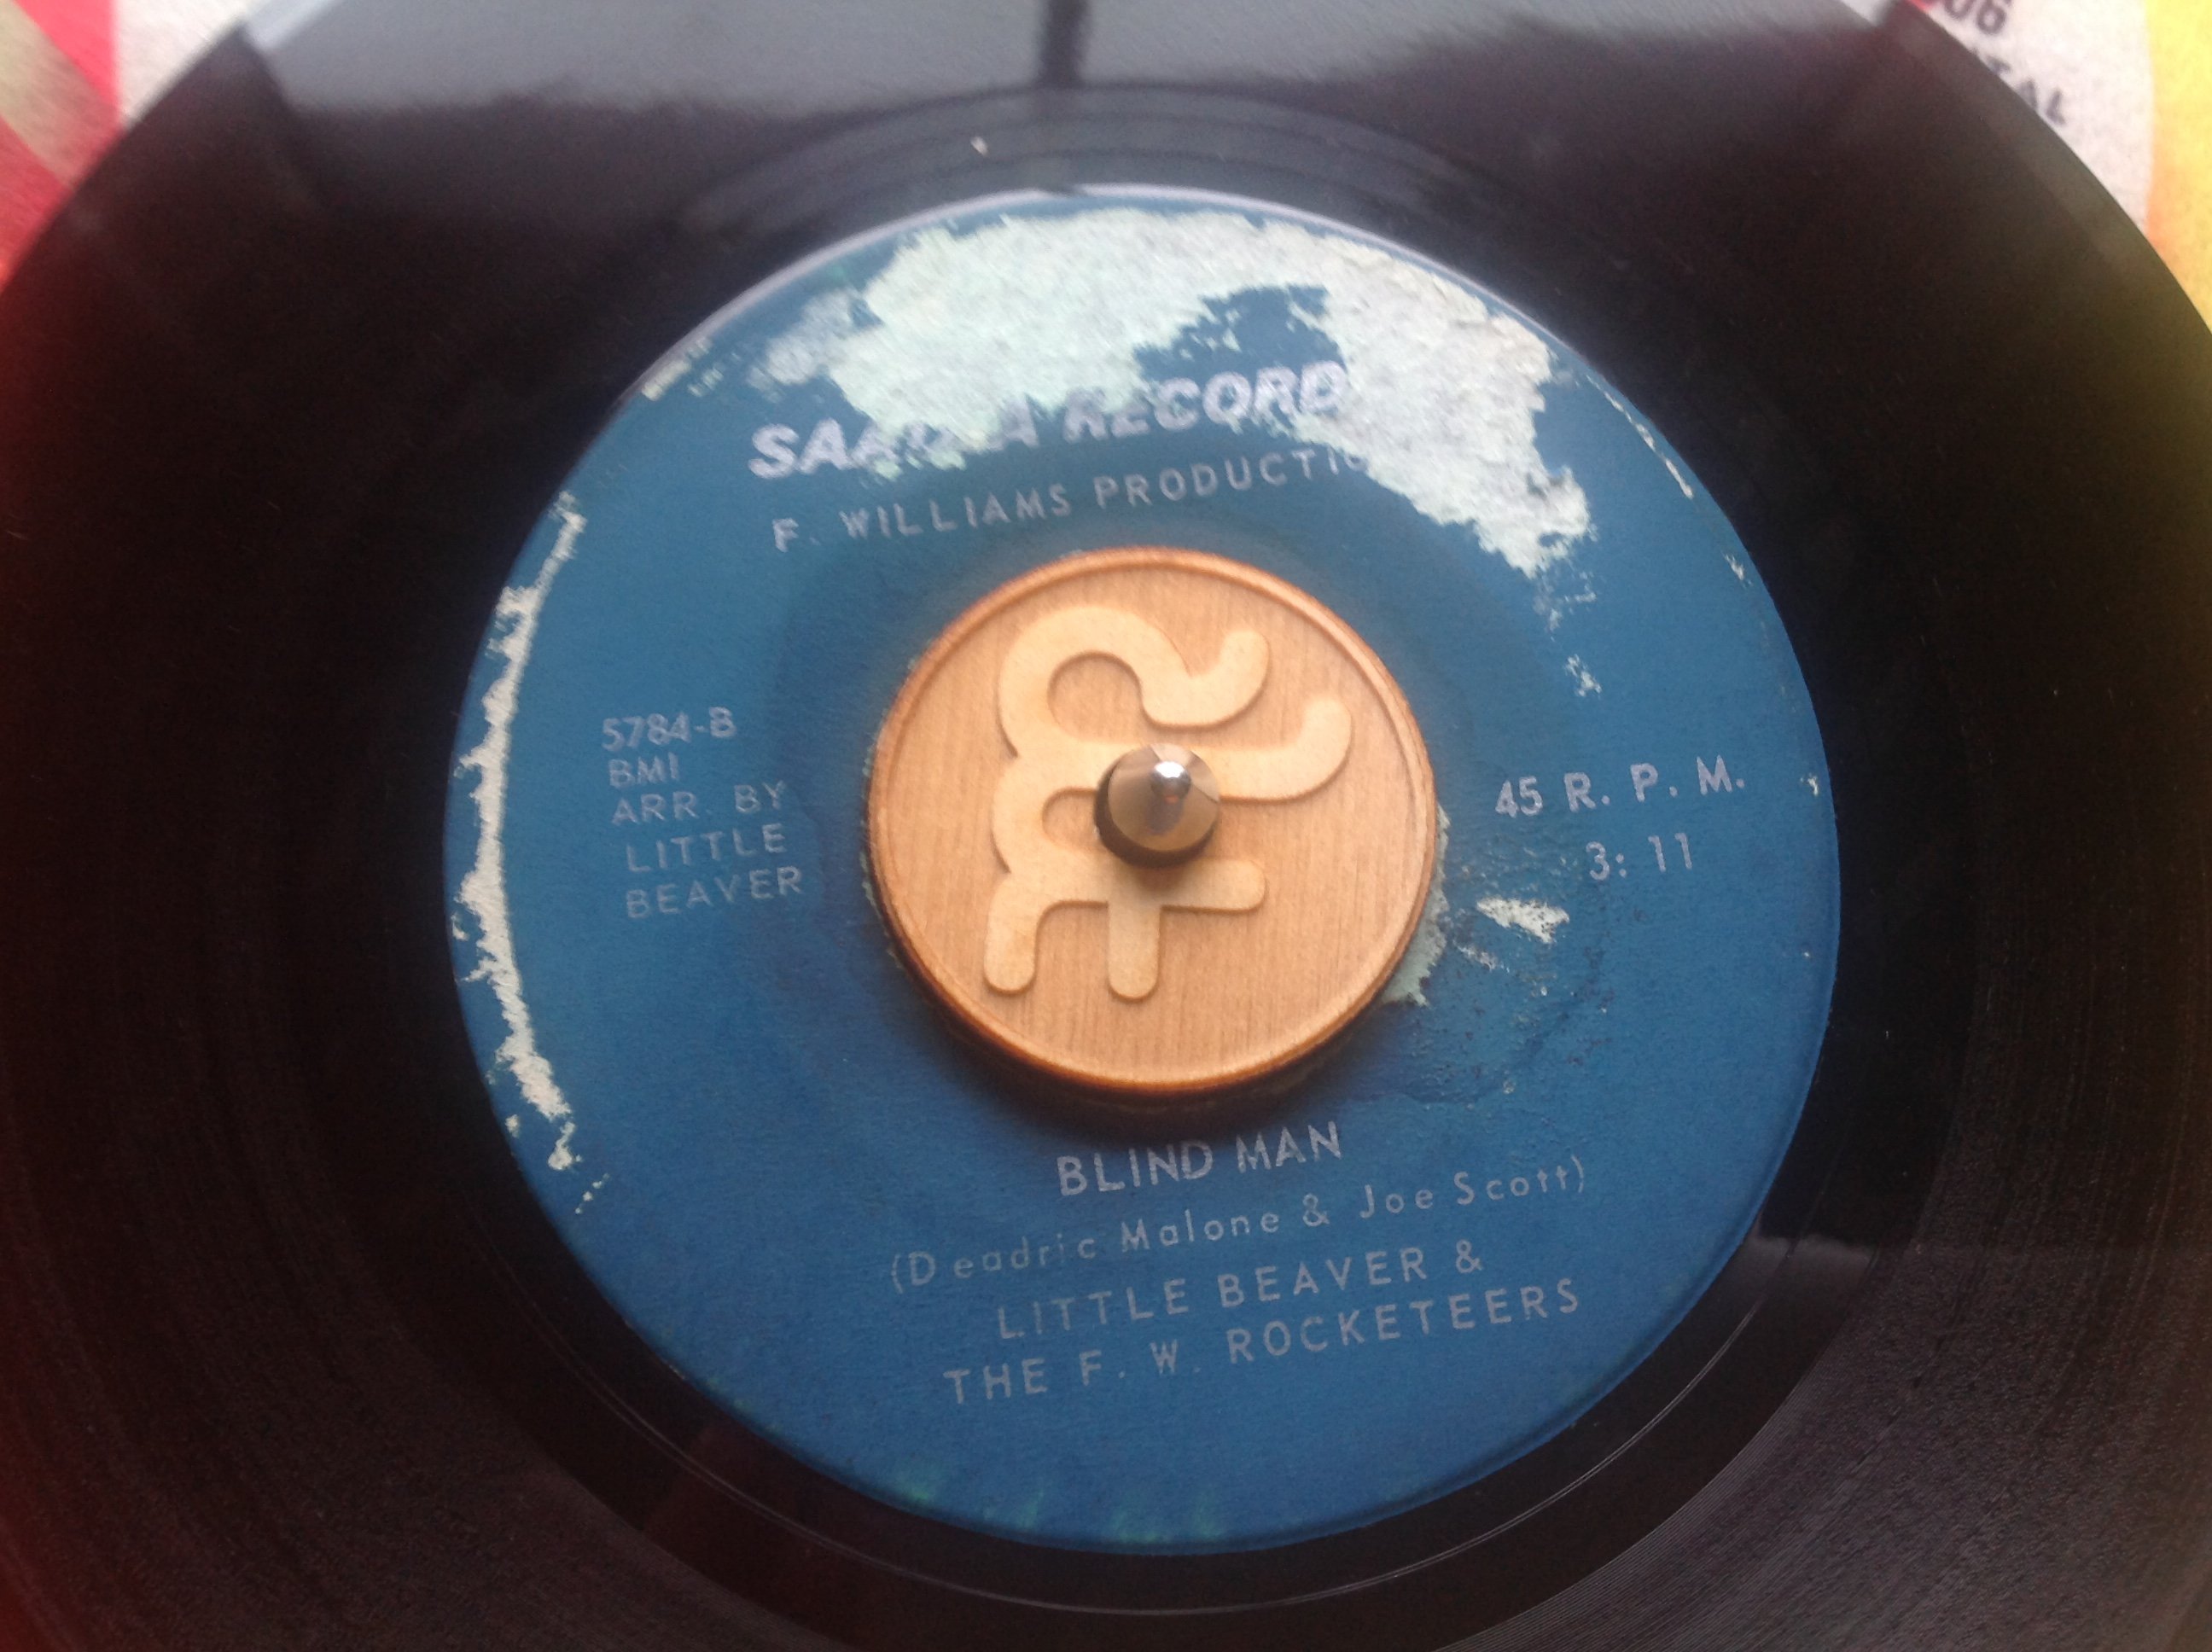 RECORD
F. WILLIAMS
5784-B
BMI
ARR. BY
LITTLE
BEAVER
45 R. P. M.
3: 11
BLIND MAN
(Deadric Malone & Joe Scott)
LITTLE BEAVER &
THE F. W. ROCKETEERS